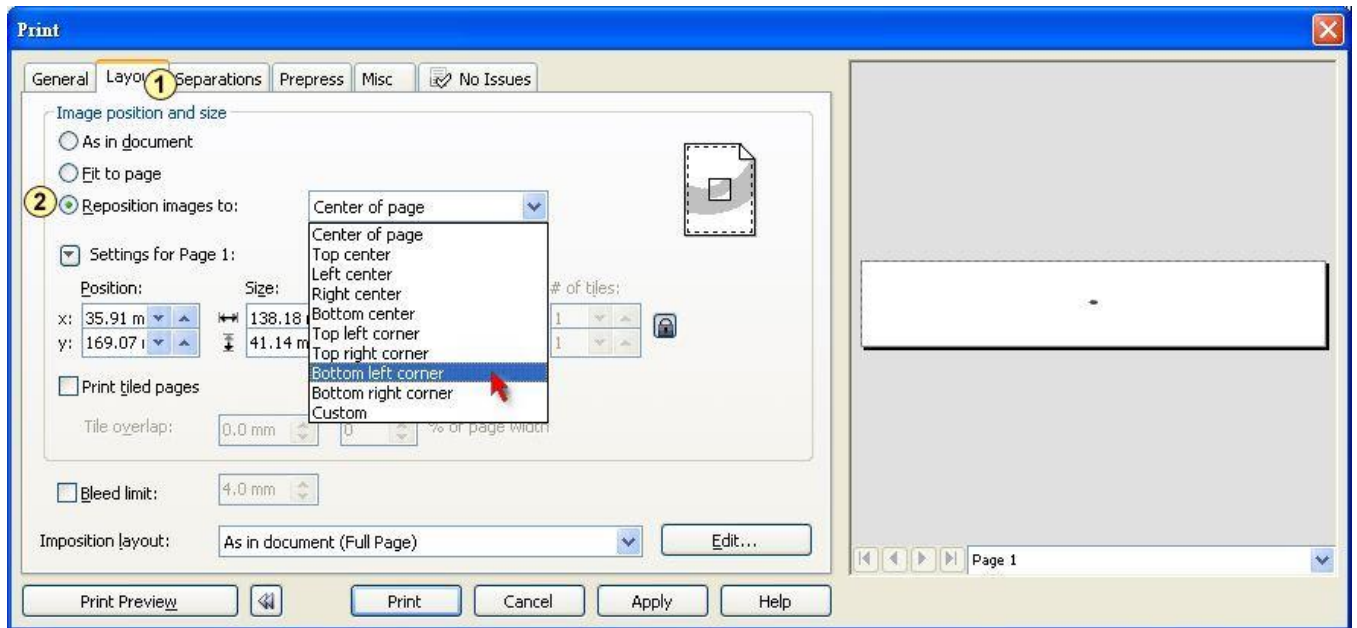 Print
General Layou 1 Separations Prepress Misc No Issues
Image position and size
As in document
Fit to page
2 Reposition images to: Center of page
Center of page
Top center
Left center
Right center
Bottom center
Top left corner
Top right corner
Bottom left corner
Bottom right corner
Custom
Settings for Page 1:
Position: Size: # of tiles:
x: 35.91 m 138.18 1
y: 169.07 41.14 m 1
Print tiled pages
Tile overlap: 0.0 mm 0 % of page width
Bleed limit: 4.0 mm
Imposition layout: As in document (Full Page) Edit...
Page 1
Print Preview Print Cancel Apply Help